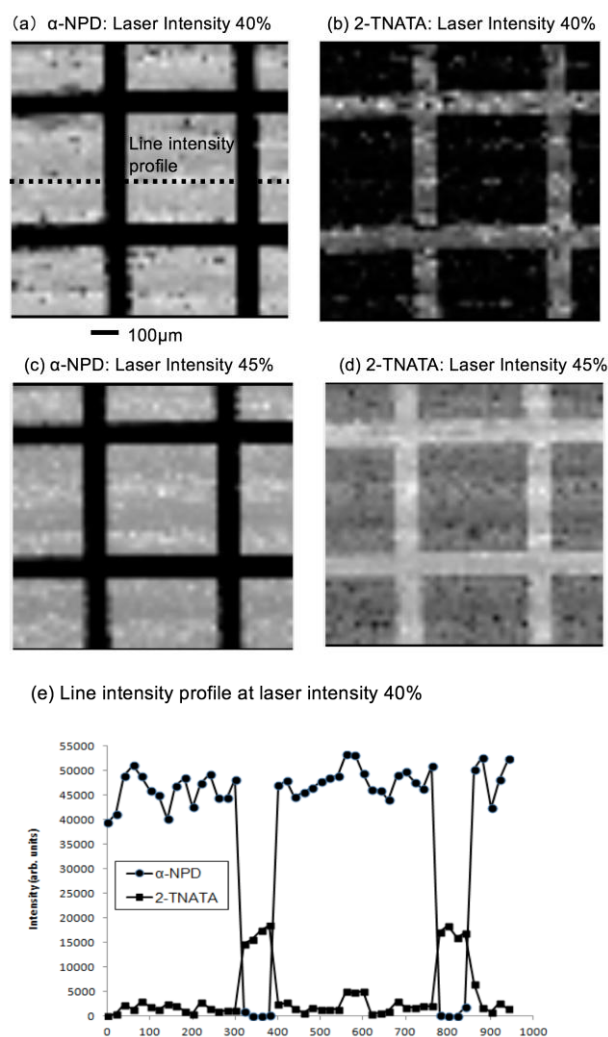 (a) α-NPD: Laser Intensity 40%
(b) 2-TNATA: Laser Intensity 40%
Line intensity
profile
100μm
(c) α-NPD: Laser Intensity 45%
(d) 2-TNATA: Laser Intensity 45%
(e) Line intensity profile at laser intensity 40%
Intensity (arb. units)
55000
50000
45000
40000
35000
30000
25000
20000
15000
10000
5000
0
α-NPD
2-TNATA
0 100 200 300 400 500 600 700 800 900 1000